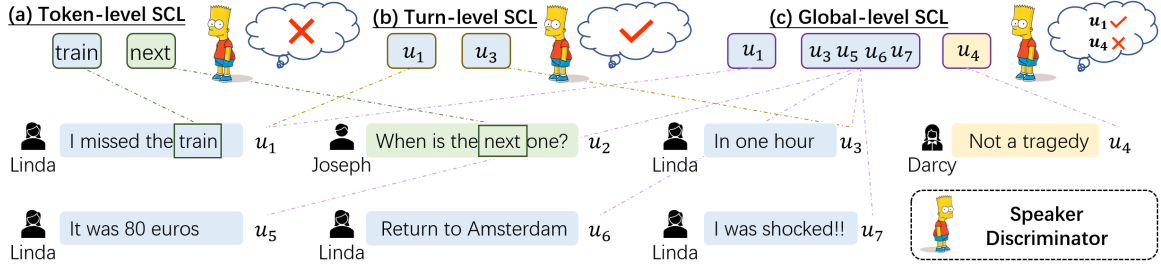 (a) Token-level SCL (b) Turn-level SCL (c) Global-level SCL
train next u1 u3 u1 u3 u5 u6 u7 u4 u1 u4
I missed the train u1 When is the next one? u2 In one hour u3 Not a tragedy u4
Linda Joseph Linda Darcy
It was 80 euros u5 Return to Amsterdam u6 I was shocked!! u7 Speaker
Discriminator
Linda Linda Linda